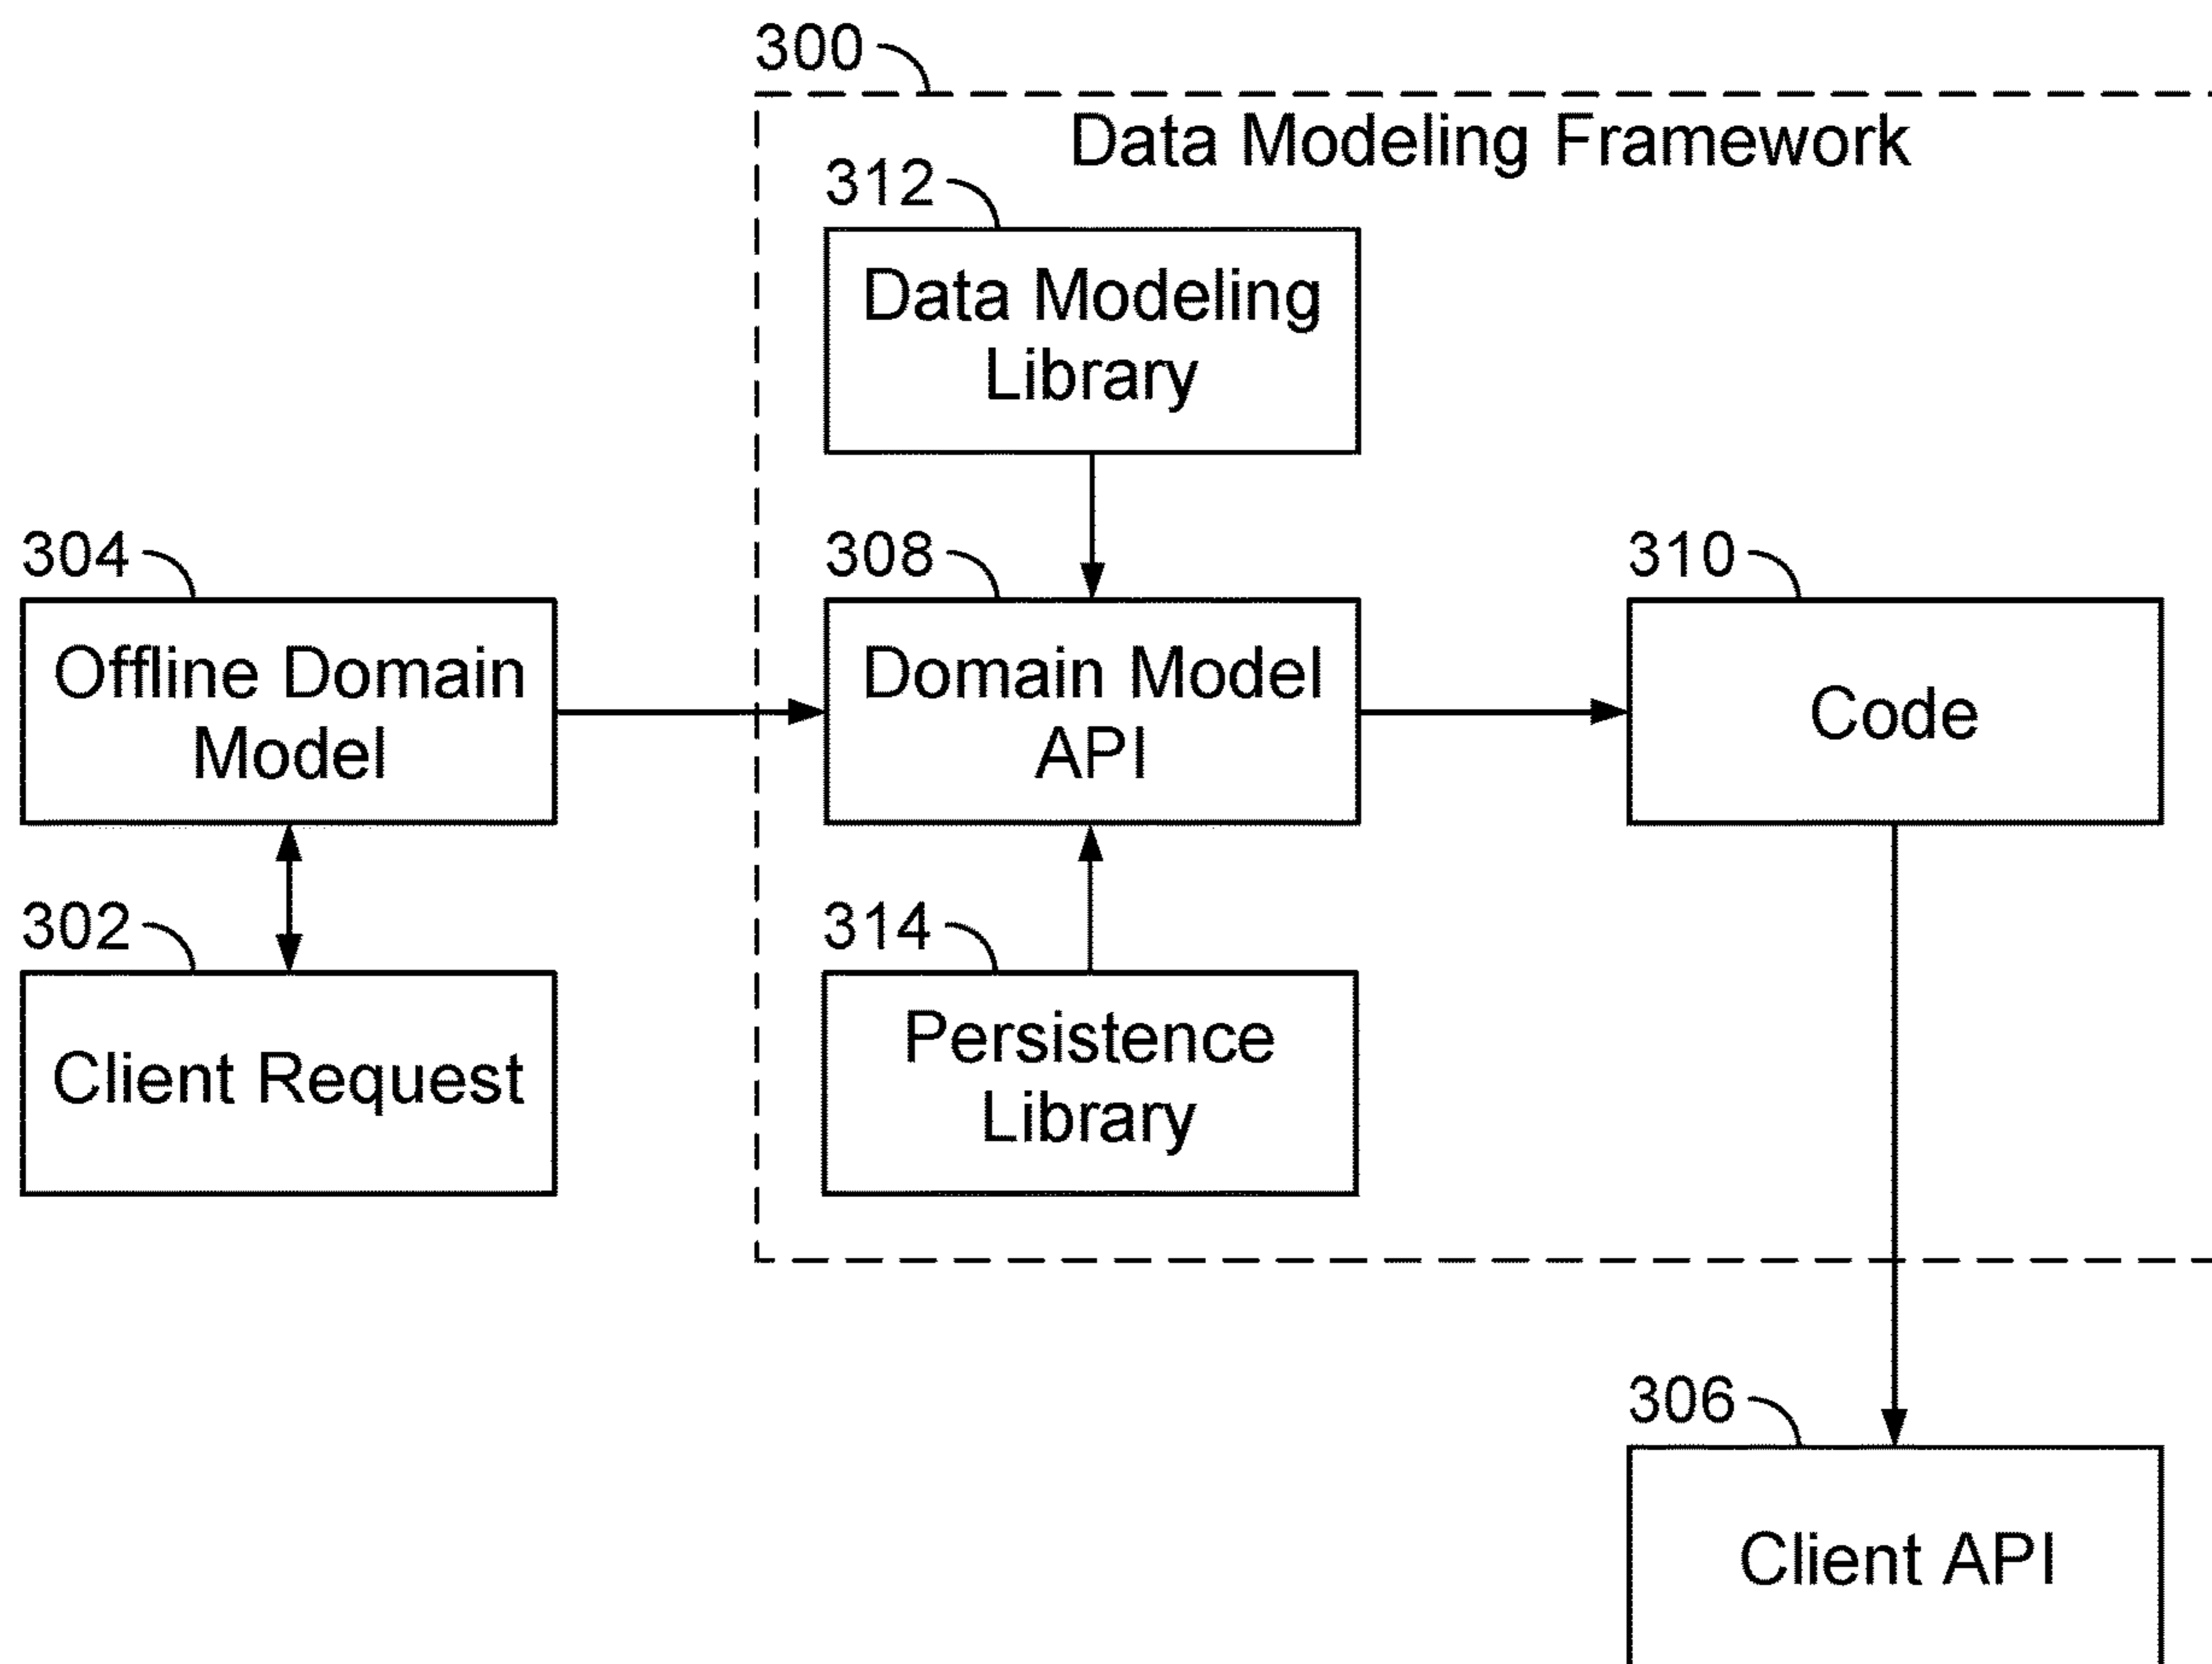 300
Data Modeling Framework
312
Data Modeling
Library
304
308
310
Offline Domain
Model
Domain Model
API
Code
302
314
Client Request
Persistence
Library
306
Client API